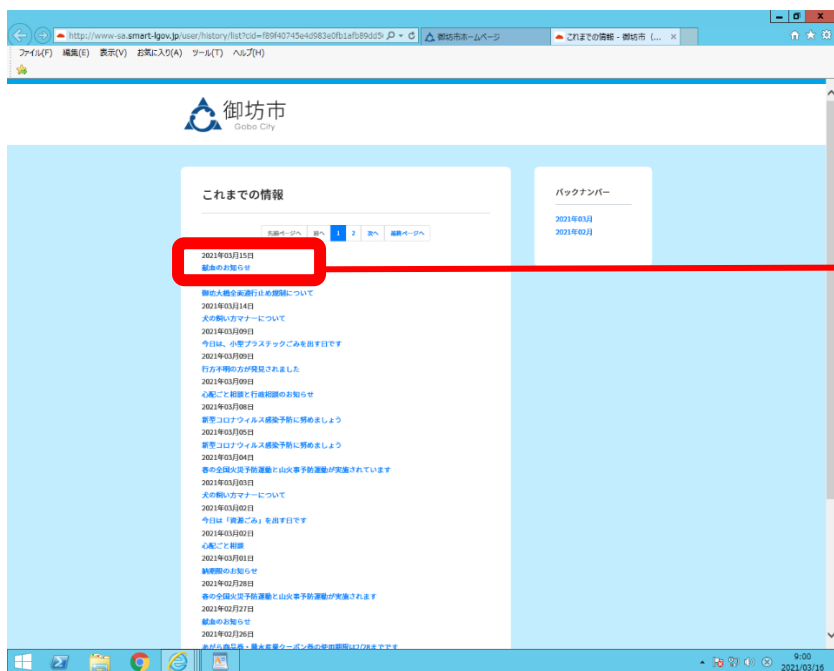 http://www-sa.smart-lgov.jp/user/history/list?cid=f89f40745e4d983e0fb1afb89dd5
御坊市ホームページ
これまでの情報 - 御坊市 (...
ファイル(F) 編集(E) 表示(V) お気に入り(A) ツール(T) ヘルプ(H)
御坊市
Gobo City
これまでの情報
先頭ページへ 前へ 1 2 次へ 最終ページへ
バックナンバー
2021年03月
2021年02月
2021年03月15日
献血のお知らせ
御坊大橋全面通行止め規制について
2021年03月14日
犬の飼い方マナーについて
2021年03月09日
今日は、小型プラスチックごみを出す日です
2021年03月09日
行方不明の方が発見されました
2021年03月09日
心配ごと相談と行政相談のお知らせ
2021年03月08日
新型コロナウィルス感染予防に努めましょう
2021年03月05日
新型コロナウィルス感染予防に努めましょう
2021年03月04日
春の全国火災予防運動と山火事予防運動が実施されています
2021年03月03日
犬の飼い方マナーについて
2021年03月02日
今日は「資源ごみ」を出す日です
2021年03月02日
心配ごと相談
2021年03月01日
納期限のお知らせ
2021年02月28日
春の全国火災予防運動と山火事予防運動が実施されます
2021年02月27日
献血のお知らせ
2021年02月26日
9:00
2021/03/16